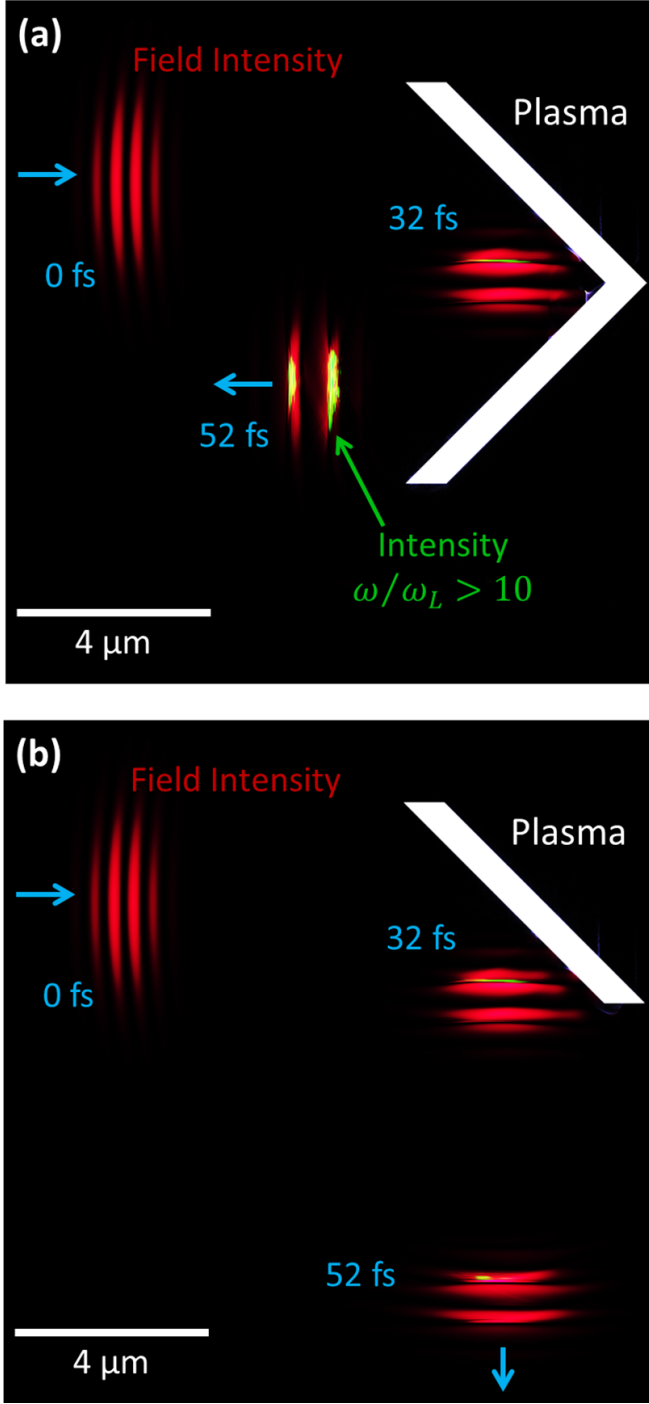 (a)
Field Intensity
Plasma
32 fs
0 fs
52 fs
Intensity
𝜔/𝜔_L > 10
4 μm
(b)
Field Intensity
Plasma
32 fs
0 fs
52 fs
4 μm